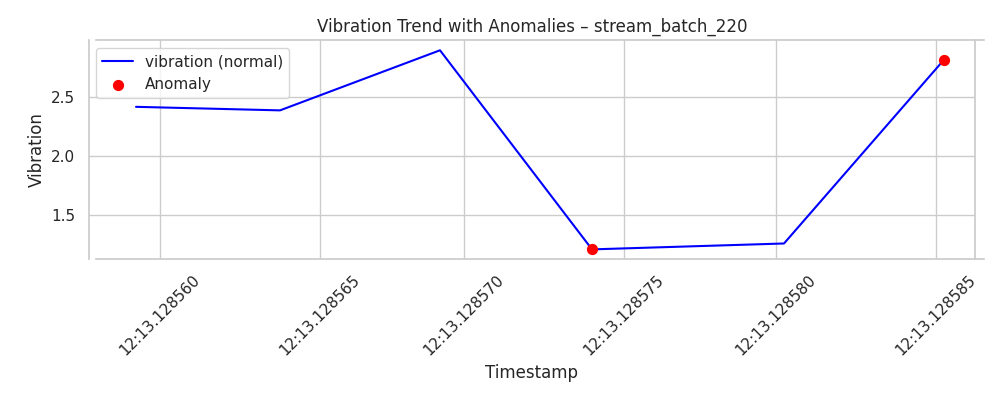 Vibration Trend with Anomalies – stream_batch_220
vibration (normal)
Anomaly
Vibration
2.5
2.0
1.5
12:13.128560
12:13.128565
12:13.128570
12:13.128575
12:13.128580
12:13.128585
Timestamp